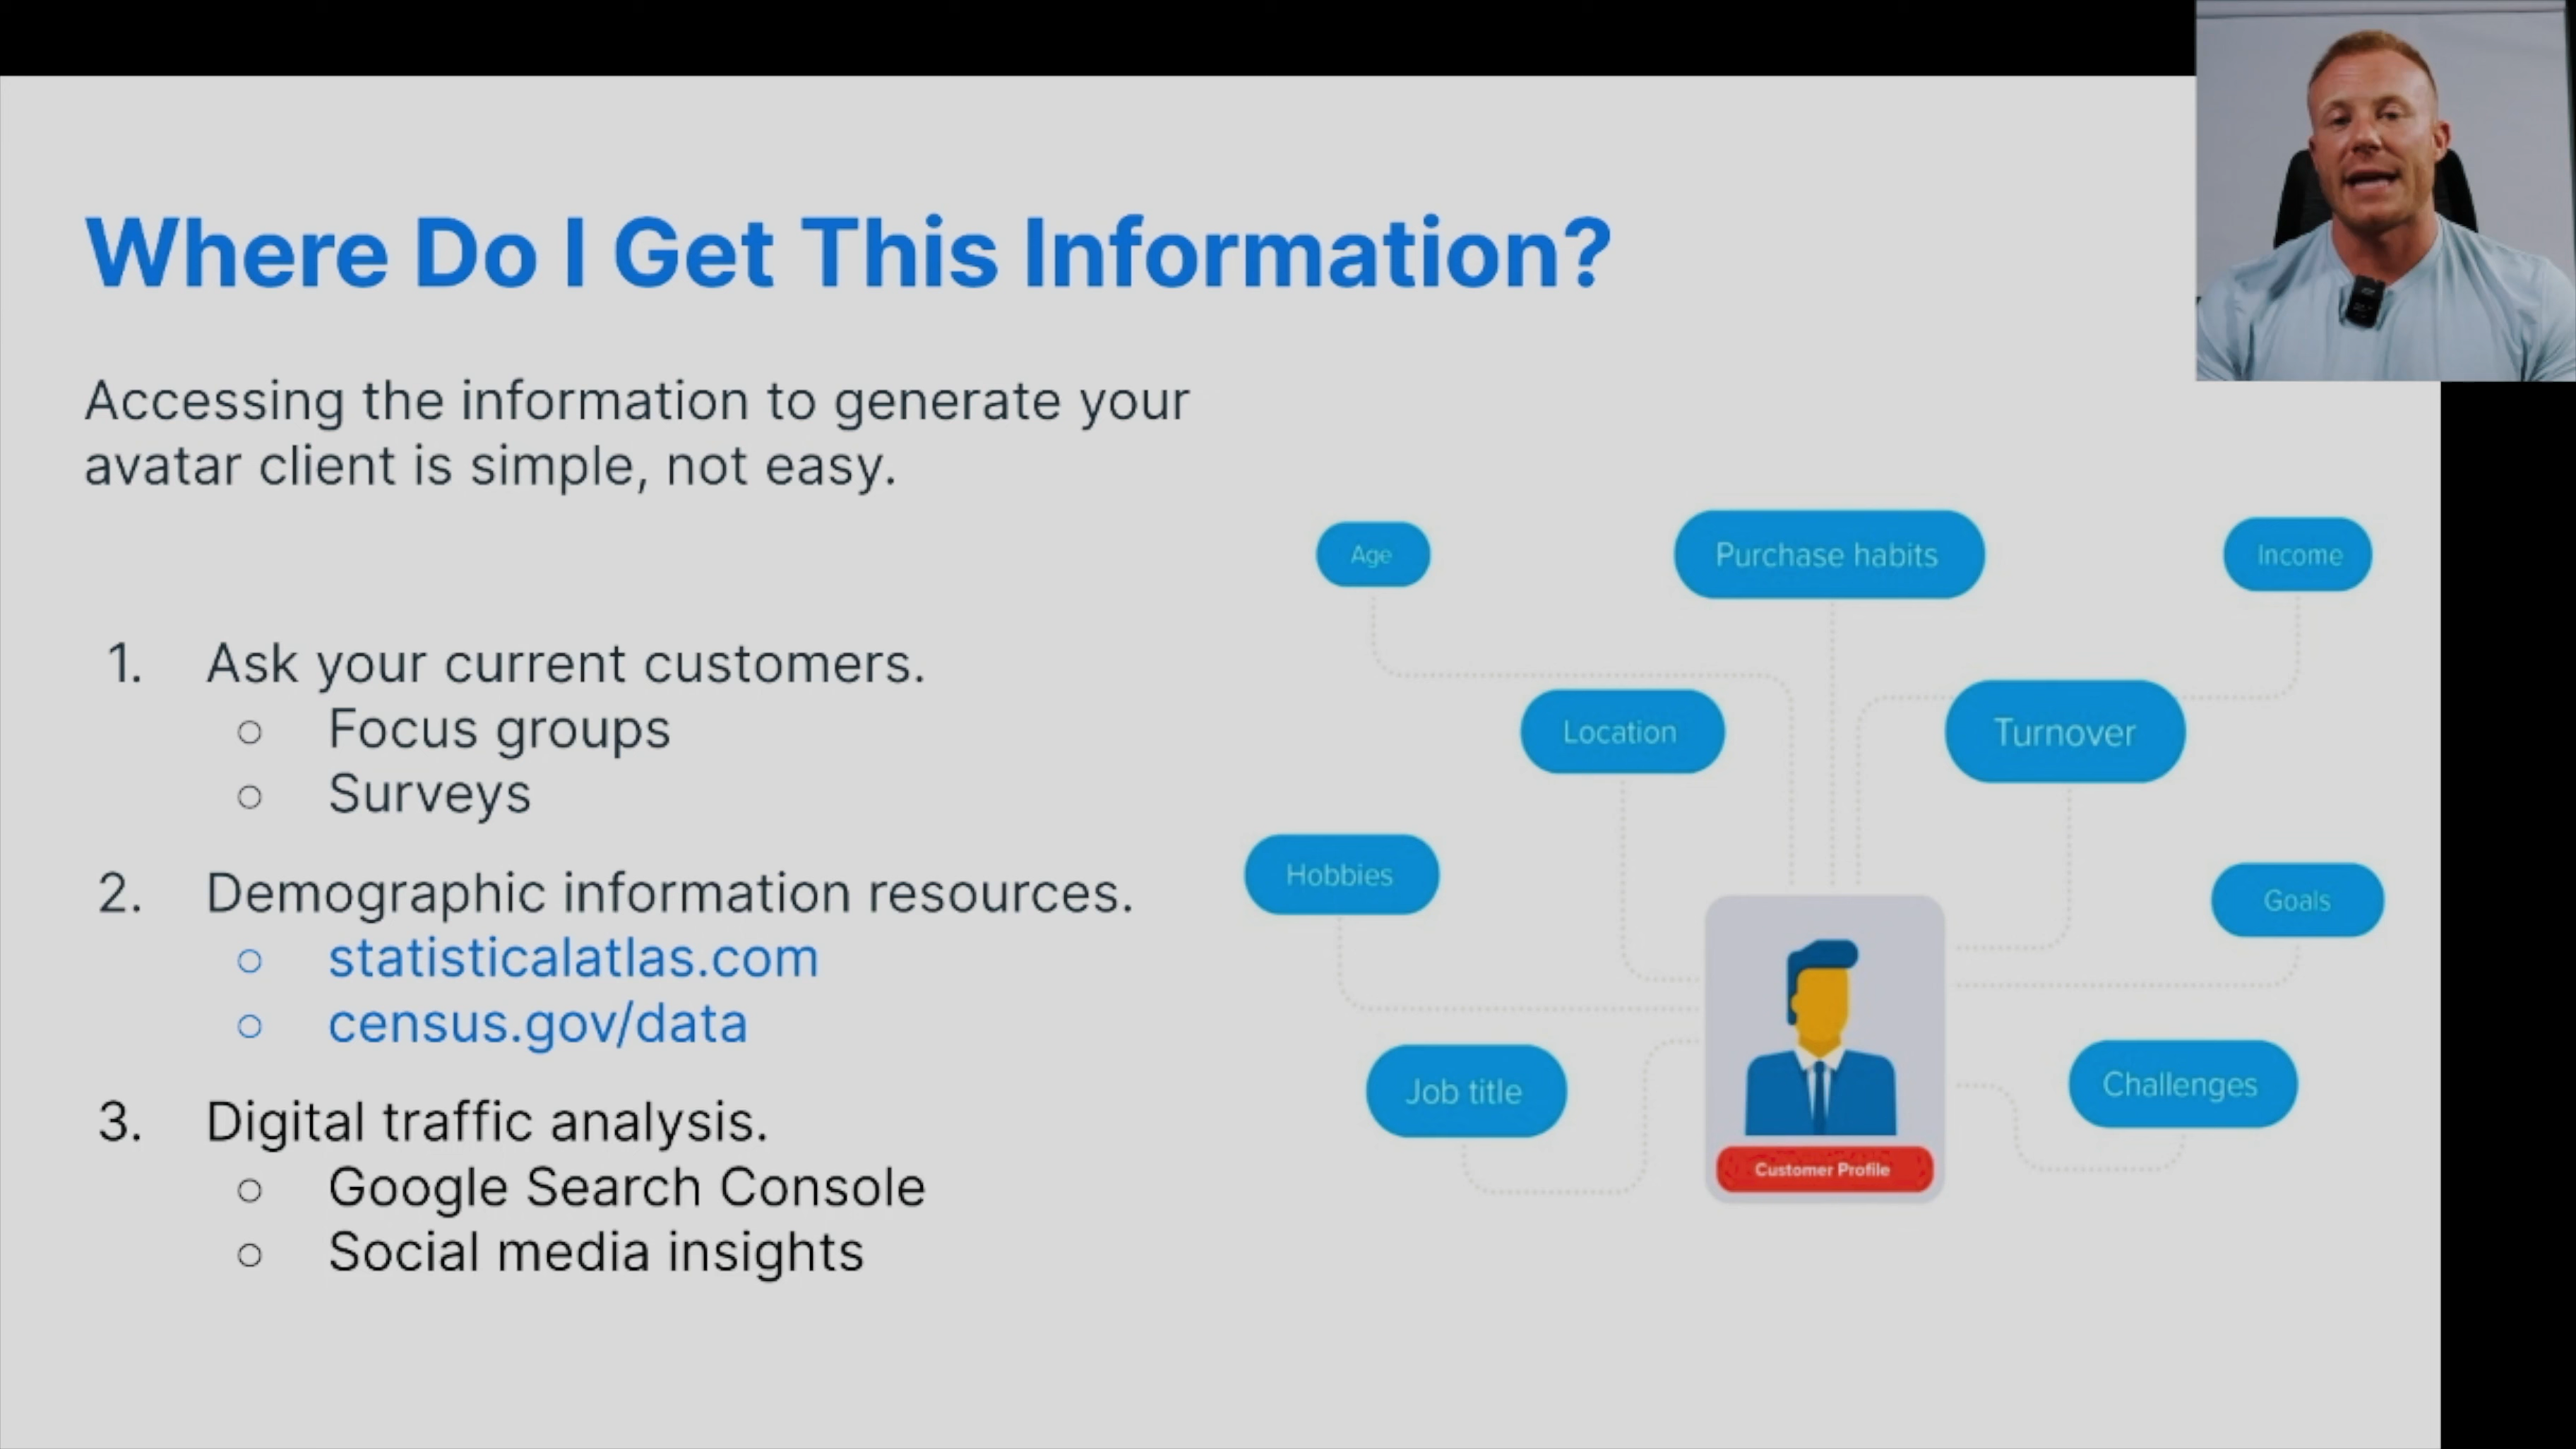 Where Do I Get This Information?
Accessing the information to generate your
avatar client is simple, not easy.
1. Ask your current customers.
○ Focus groups
○ Surveys
2. Demographic information resources.
○ statisticalatlas.com
○ census.gov/data
3. Digital traffic analysis.
○ Google Search Console
○ Social media insights
Age
Purchase habits
Income
Location
Turnover
Hobbies
Goals
Job title
Challenges
Customer Profile